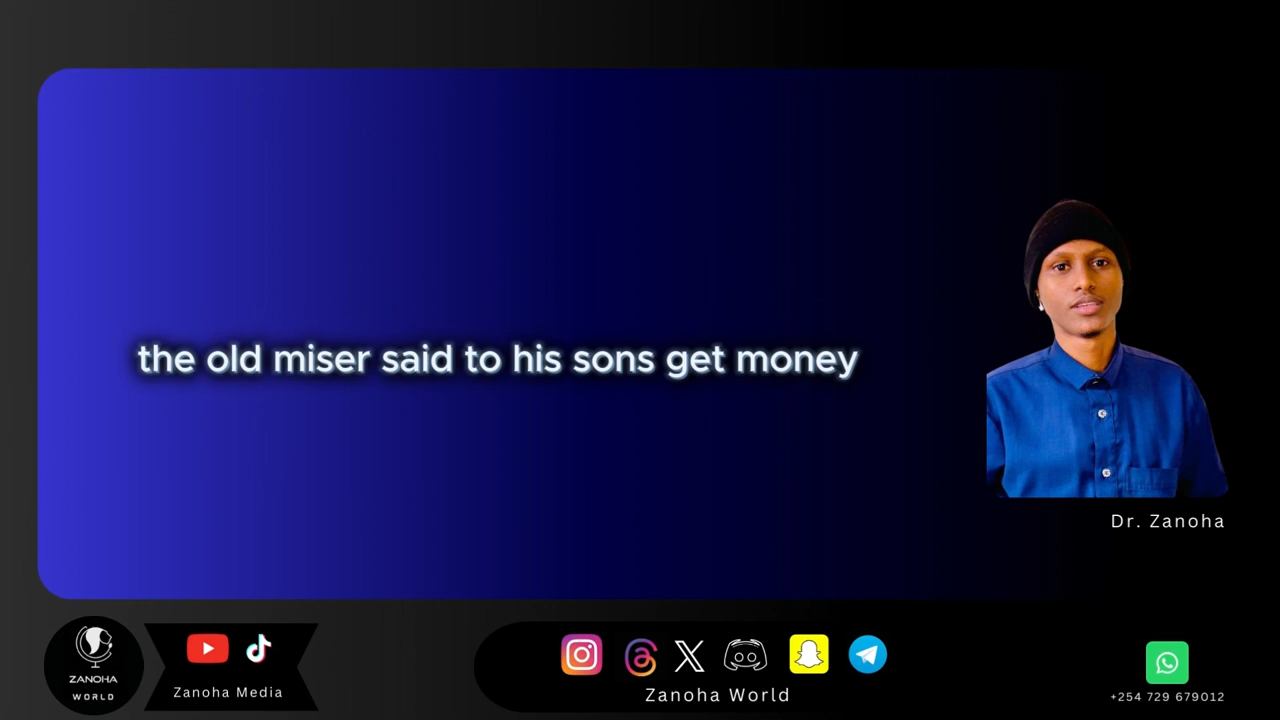 the old miser said to his sons get money
Dr. Zanoha
ZANOHA
WORLD
Zanoha Media
Zanoha World
+254 729 679012